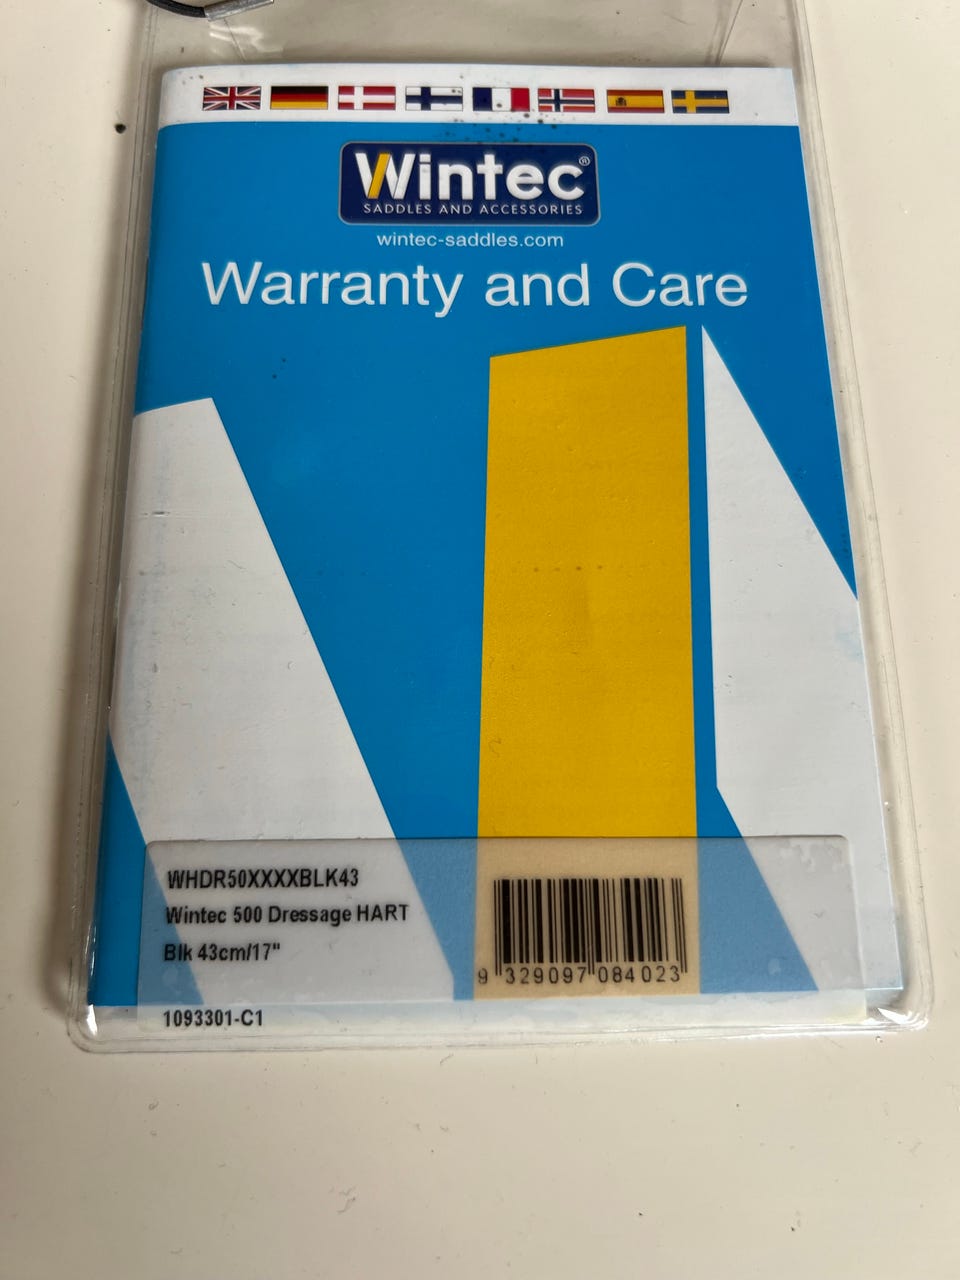 Wintec®
SADDLES AND ACCESSORIES
wintec-saddles.com
Warranty and Care
WHDR50XXXXBLK43
Wintec 500 Dressage HART
Blk 43cm/17"
9 329097 084023
1093301-C1